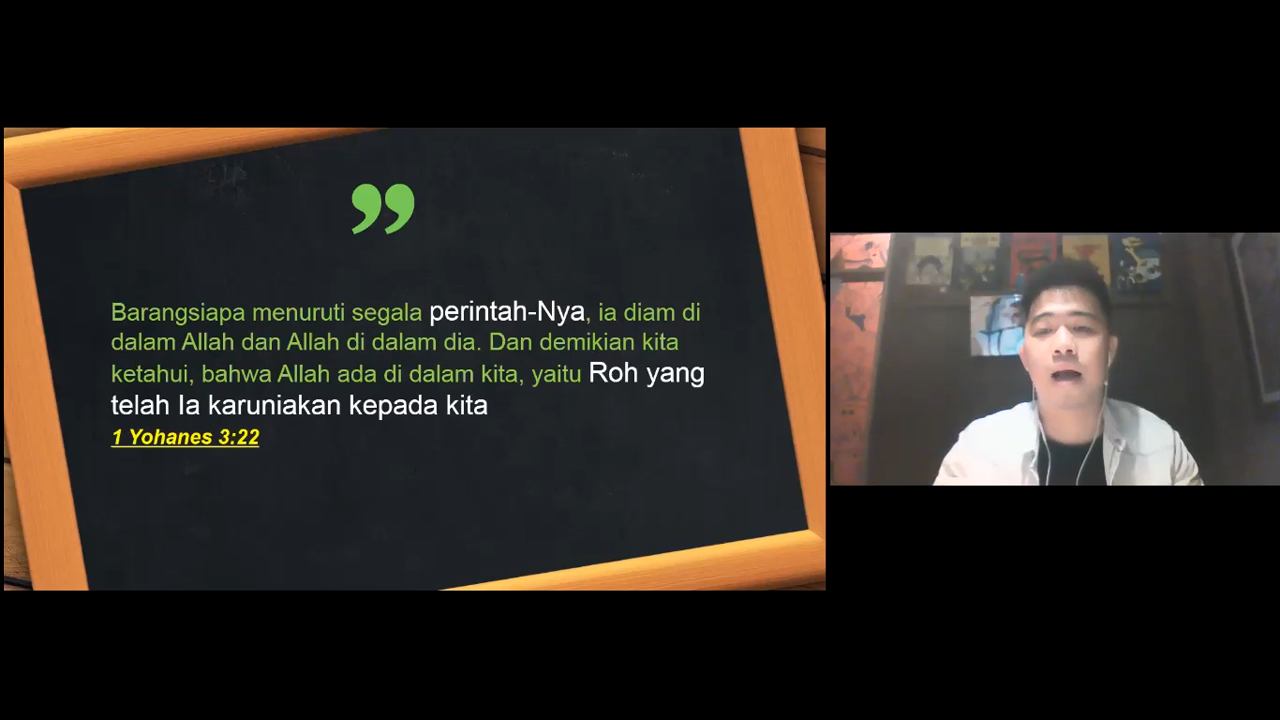 ”
Barangsiapa menuruti segala perintah-Nya, ia diam di
dalam Allah dan Allah di dalam dia. Dan demikian kita
ketahui, bahwa Allah ada di dalam kita, yaitu Roh yang
telah Ia karuniakan kepada kita
1 Yohanes 3:22